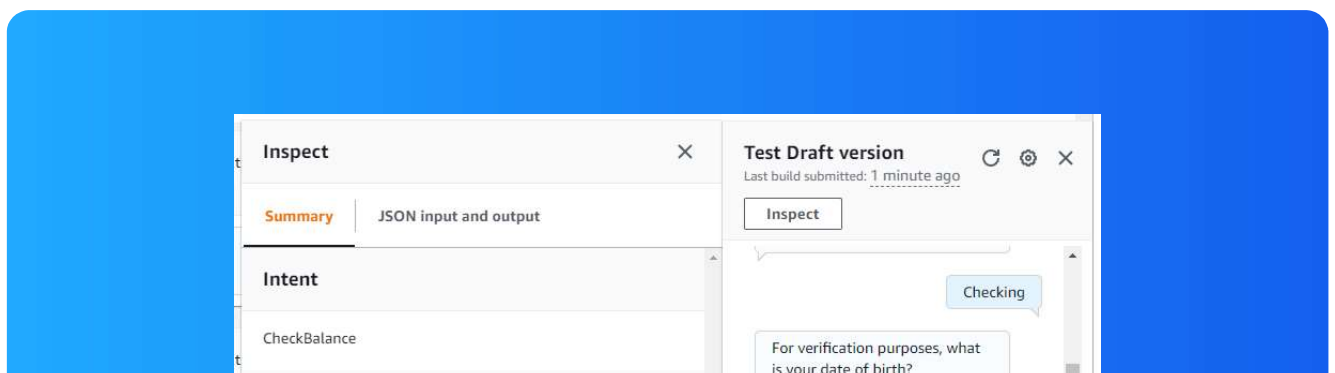 Inspect
Summary
JSON input and output
Intent
CheckBalance
Test Draft version
Last build submitted: 1 minute ago
Inspect
Checking
For verification purposes, what
is your date of birth?